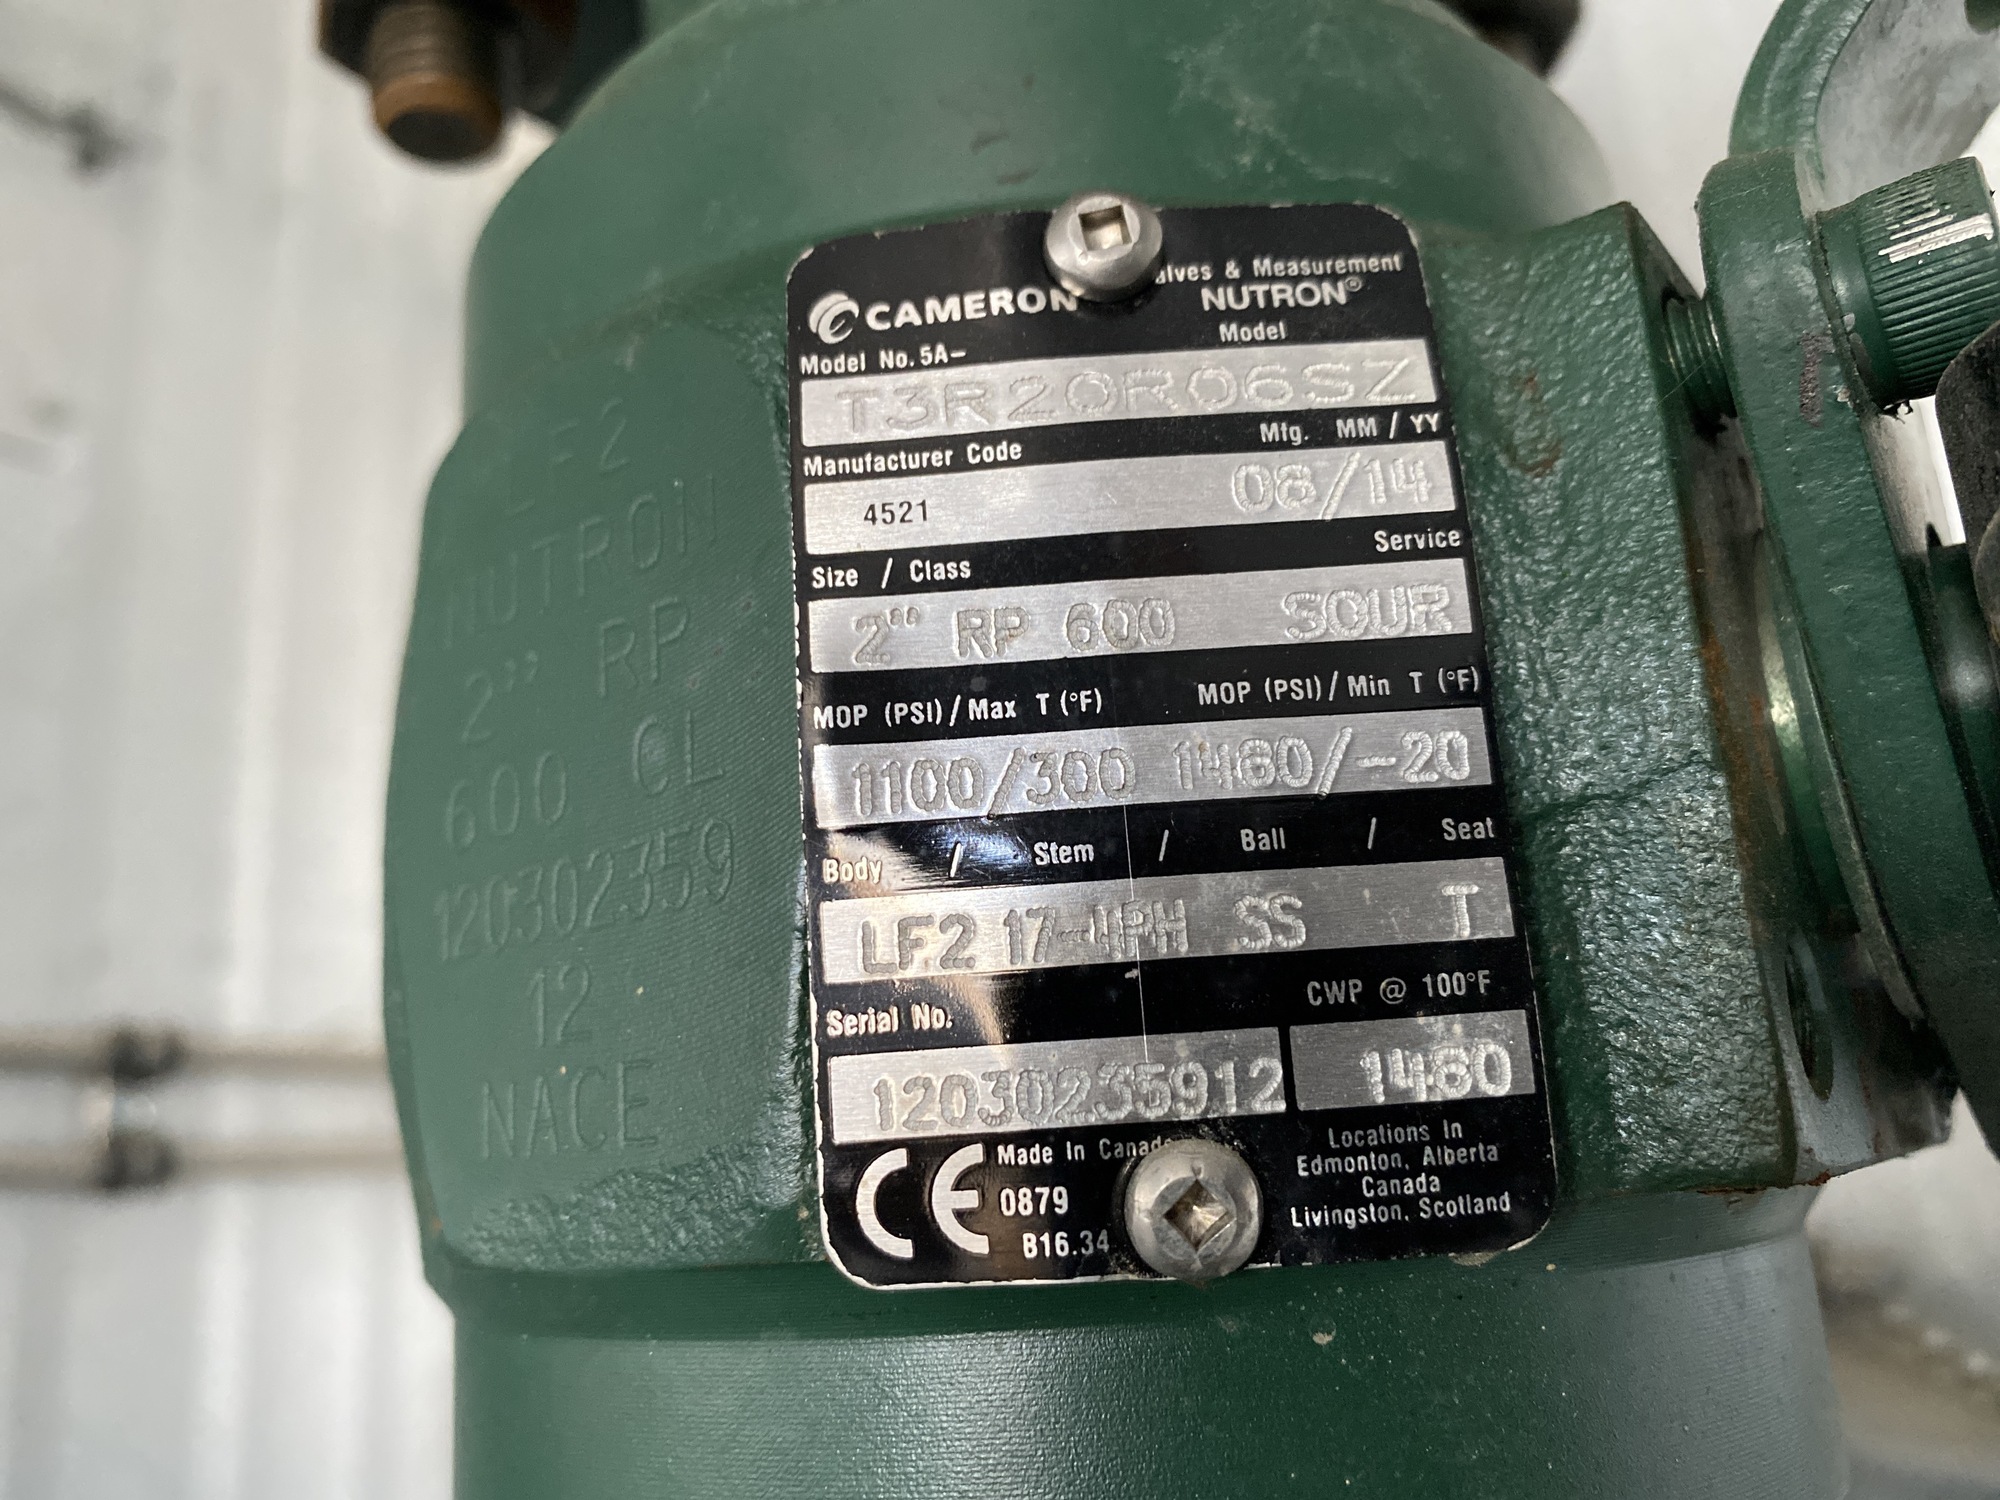 CAMERON
Valves & Measurement
NUTRON®
Model No. 5A- Model
T3R20R06SZ
Manufacturer Code Mfg. MM / YY
4521 08/14
Size / Class Service
2" RP 600 SOUR
MOP (PSI) / Max T (°F) MOP (PSI) / Min T (°F)
1100/300 1480/-20
Body / Stem / Ball / Seat
LF2 17-4PH SS T
Serial No. CWP @ 100°F
12030235912 1480
CE Made In Canada
0879
B16.34
Locations In
Edmonton, Alberta
Canada
Livingston, Scotland
LF2
NUTRON
2" RP
600 CL
120302359
12
NACE